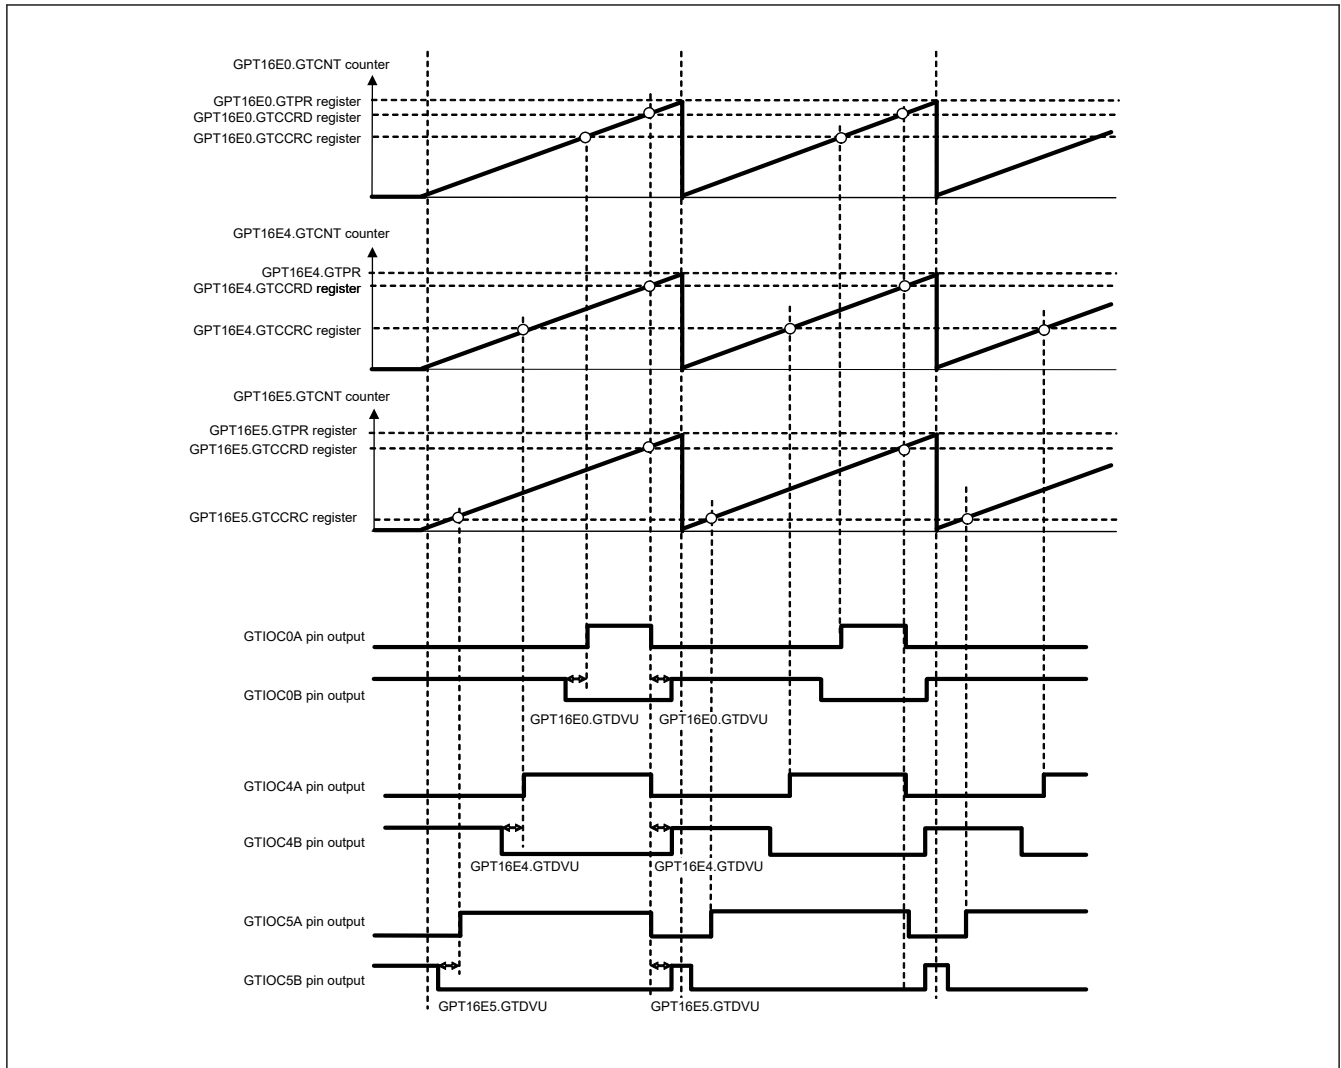 GPT16E0.GTCNT counter
GPT16E0.GTPR register
GPT16E0.GTCCRD register
GPT16E0.GTCCRC register
GPT16E4.GTCNT counter
GPT16E4.GTPR
GPT16E4.GTCCRD register
GPT16E4.GTCCRC register
GPT16E5.GTCNT counter
GPT16E5.GTPR register
GPT16E5.GTCCRD register
GPT16E5.GTCCRC register
GTIOC0A pin output
GTIOC0B pin output
GPT16E0.GTDVU GPT16E0.GTDVU
GTIOC4A pin output
GTIOC4B pin output
GPT16E4.GTDVU GPT16E4.GTDVU
GTIOC5A pin output
GTIOC5B pin output
GPT16E5.GTDVU GPT16E5.GTDVU